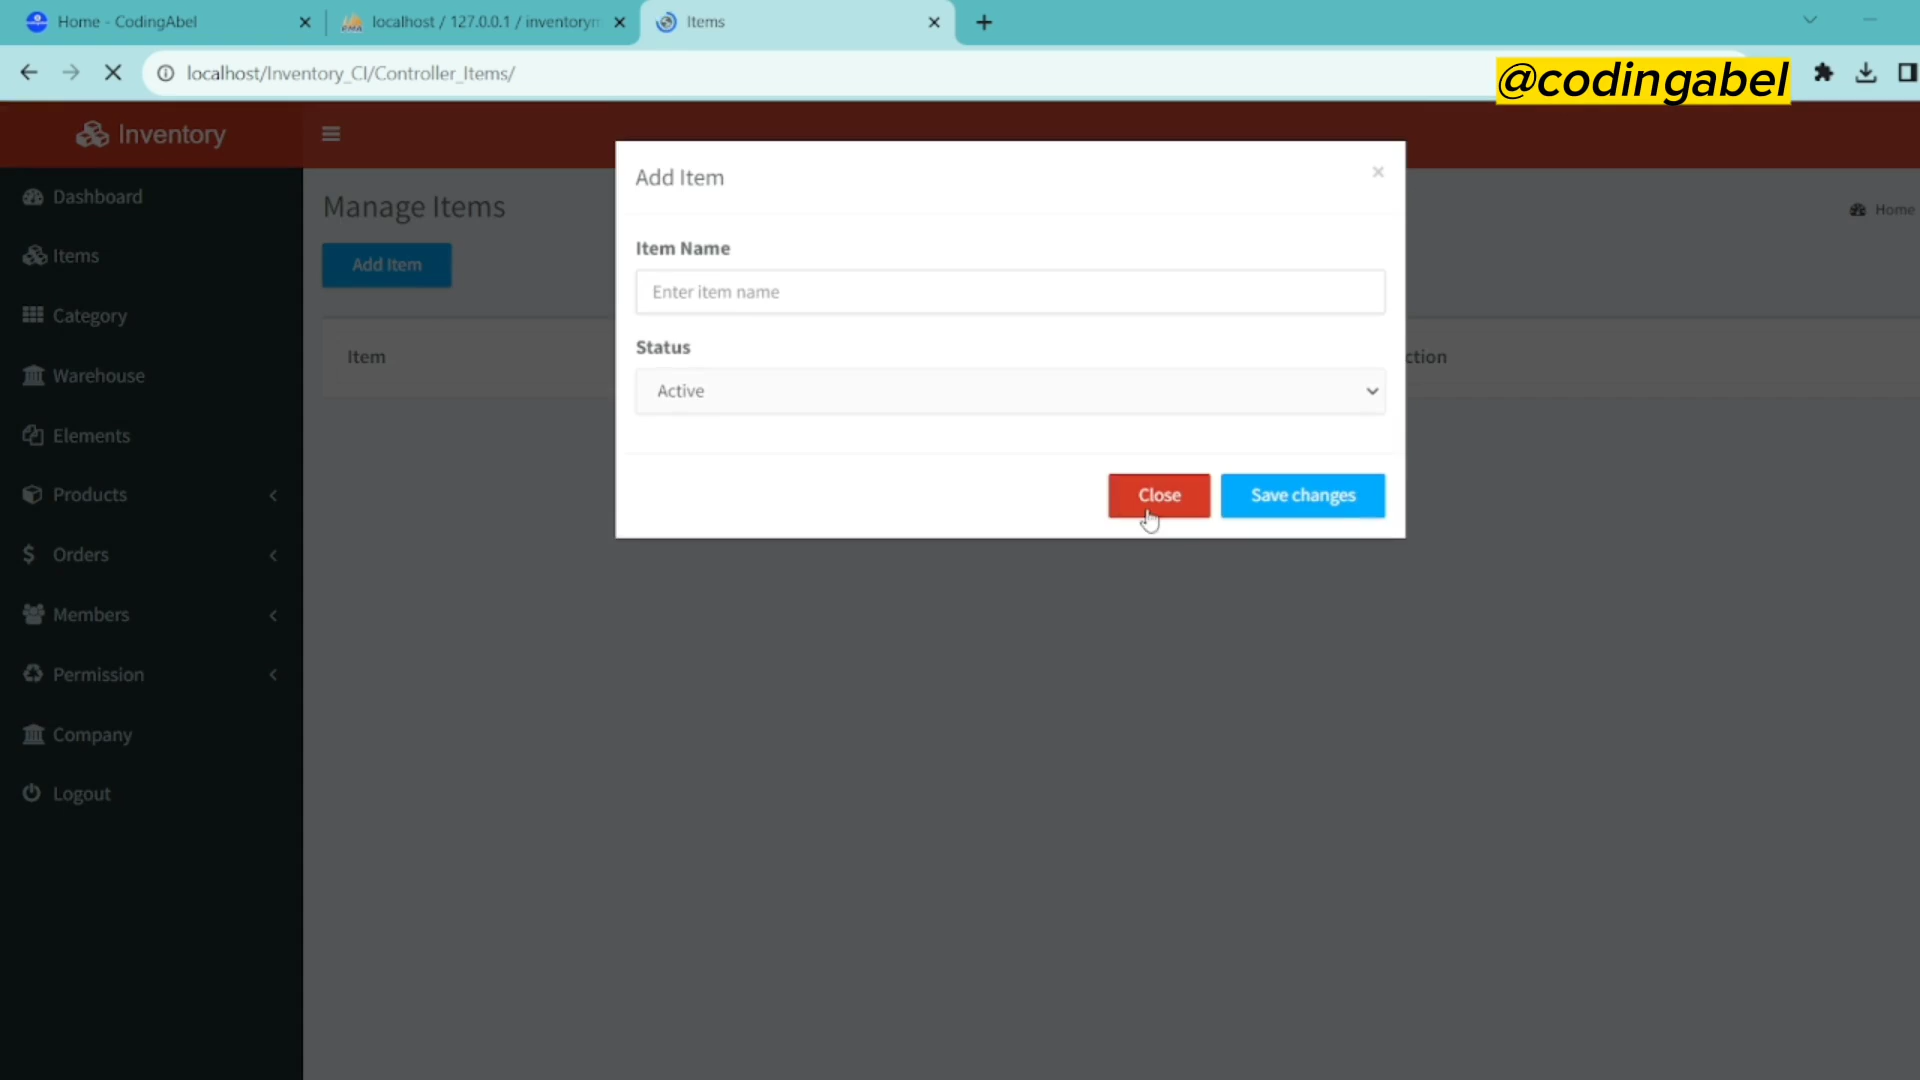 Home - CodingAbel
localhost / 127.0.0.1 / inventory
Items
localhost/Inventory_CI/Controller_Items/
@codingabel
Inventory
Dashboard
Items
Category
Warehouse
Elements
Products
Orders
Members
Permission
Company
Logout
Manage Items
Home
Add Item
Item
ction
Add Item
×
Item Name
Enter item name
Status
Active
Close
Save changes